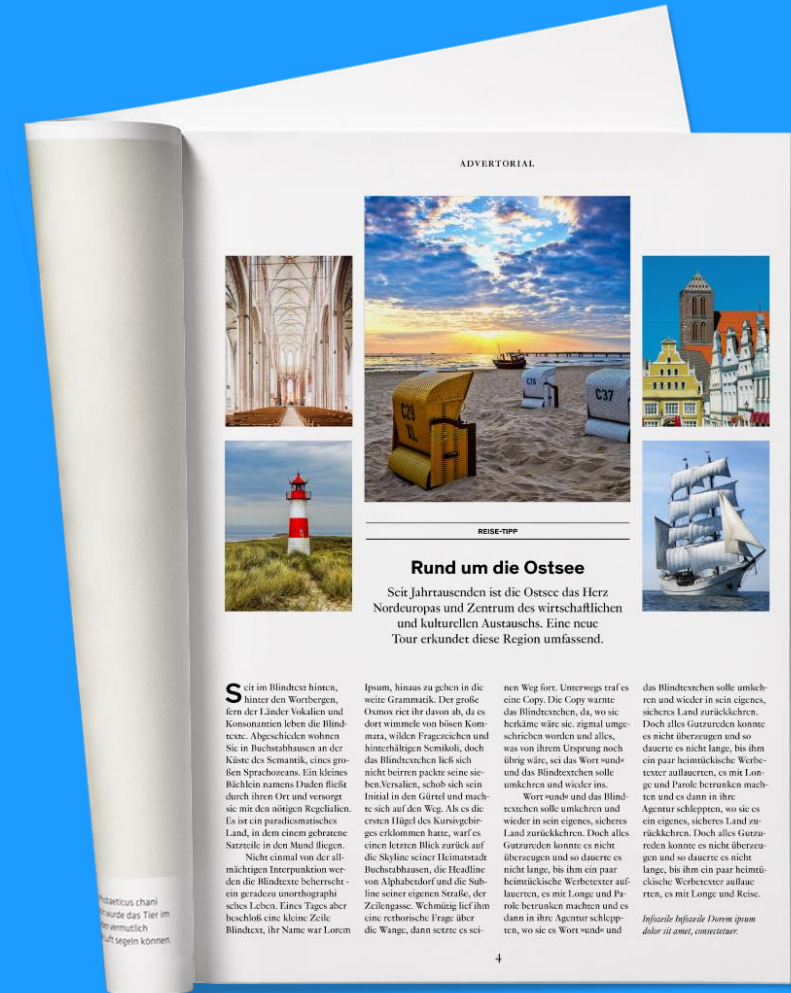 ADVERTORIAL
C29
XL
C10
C37
REISE-TIPP
Rund um die Ostsee
Seit Jahrtausenden ist die Ostsee das Herz
Nordeuropas und Zentrum des wirtschaftlichen
und kulturellen Austauschs. Eine neue
Tour erkundet diese Region umfassend.
Seit im Blindtext hinten,
hinter den Wortbergen,
fern der Länder Vokalien und
Konsonantien leben die Blind-
texte. Abgeschieden wohnen
Sie in Buchstabhausen an der
Küste des Semantik, eines gro-
ßen Sprachozeans. Ein kleines
Bächlein namens Duden fließt
durch ihren Ort und versorgt
sie mit den nötigen Regelialien.
Es ist ein paradiesmatisches
Land, in dem einem gebratene
Satzteile in den Mund fliegen.
Nicht einmal von der all-
mächtigen Interpunktion wer-
den die Blindtexte beherrscht -
ein geradezu unorthographi
sches Leben. Eines Tages aber
beschloß eine kleine Zeile
Blindtext, ihr Name war Lorem
Ipsum, hinaus zu gehen in die
weite Grammatik. Der große
Oxmox riet ihr davon ab, da es
dort wimmele von bösen Kom-
mata, wilden Fragezeichen und
hinterhältigen Semikoli, doch
das Blindtextchen ließ sich
nicht beirren packte seine sie-
ben.Versalien, schob sich sein
Initial in den Gürtel und mach-
te sich auf den Weg. Als es die
ersten Hügel des Kursivgebir-
ges erklommen hatte, warf es
einen letzten Blick zurück auf
die Skyline seiner Heimatstadt
Buchstabhausen, die Headline
von Alphabetdorf und die Sub-
line seiner eigenen Straße, der
Zeilengasse. Wehmütig lief ihm
eine rethorische Frage über
die Wange, dann setzte es sei-
nen Weg fort. Unterwegs traf es
eine Copy. Die Copy warnte
das Blindtextchen, da, wo sie
herkäme wäre sie. zigmal umge-
schrieben worden und alles,
was von ihrem Ursprung noch
übrig wäre, sei das Wort »und«
und das Blindtextchen solle
umkehren und wieder ins.
Wort »und« und das Blind-
textchen solle umkehren und
wieder in sein eigenes, sicheres
Land zurückkehren. Doch alles
Gutzureden konnte es nicht
überzeugen und so dauerte es
nicht lange, bis ihm ein paar
heimtückische Werbetexter auf-
lauerten, es mit Longe und Pa-
role betrunken machten und es
dann in ihre Agentur schlepp-
ten, wo sie es Wort »und« und
das Blindtextchen solle umkeh-
ren und wieder in sein eigenes,
sicheres Land zurückkehren.
Doch alles Gutzureden konnte
es nicht überzeugen und so
dauerte es nicht lange, bis ihm
ein paar heimtückische Werbe-
texter auflauerten, es mit Lon-
ge und Parole betrunken mach-
ten und es dann in ihre
Agentur schleppten, wo sie es
ein eigenes, sicheres Land zu-
rückkehren. Doch alles Gutzu-
reden konnte es nicht überzeu-
gen und so dauerte es nicht
lange, bis ihm ein paar heimtü-
ckische Werbetexter auflaue
rten, es mit Longe und Reise.
Infozeile Infozeile Dorem ipsum
dolor sit amet, consectetuer.
chani
wurde das Tier im
vermutlich
Luft segeln können.
4